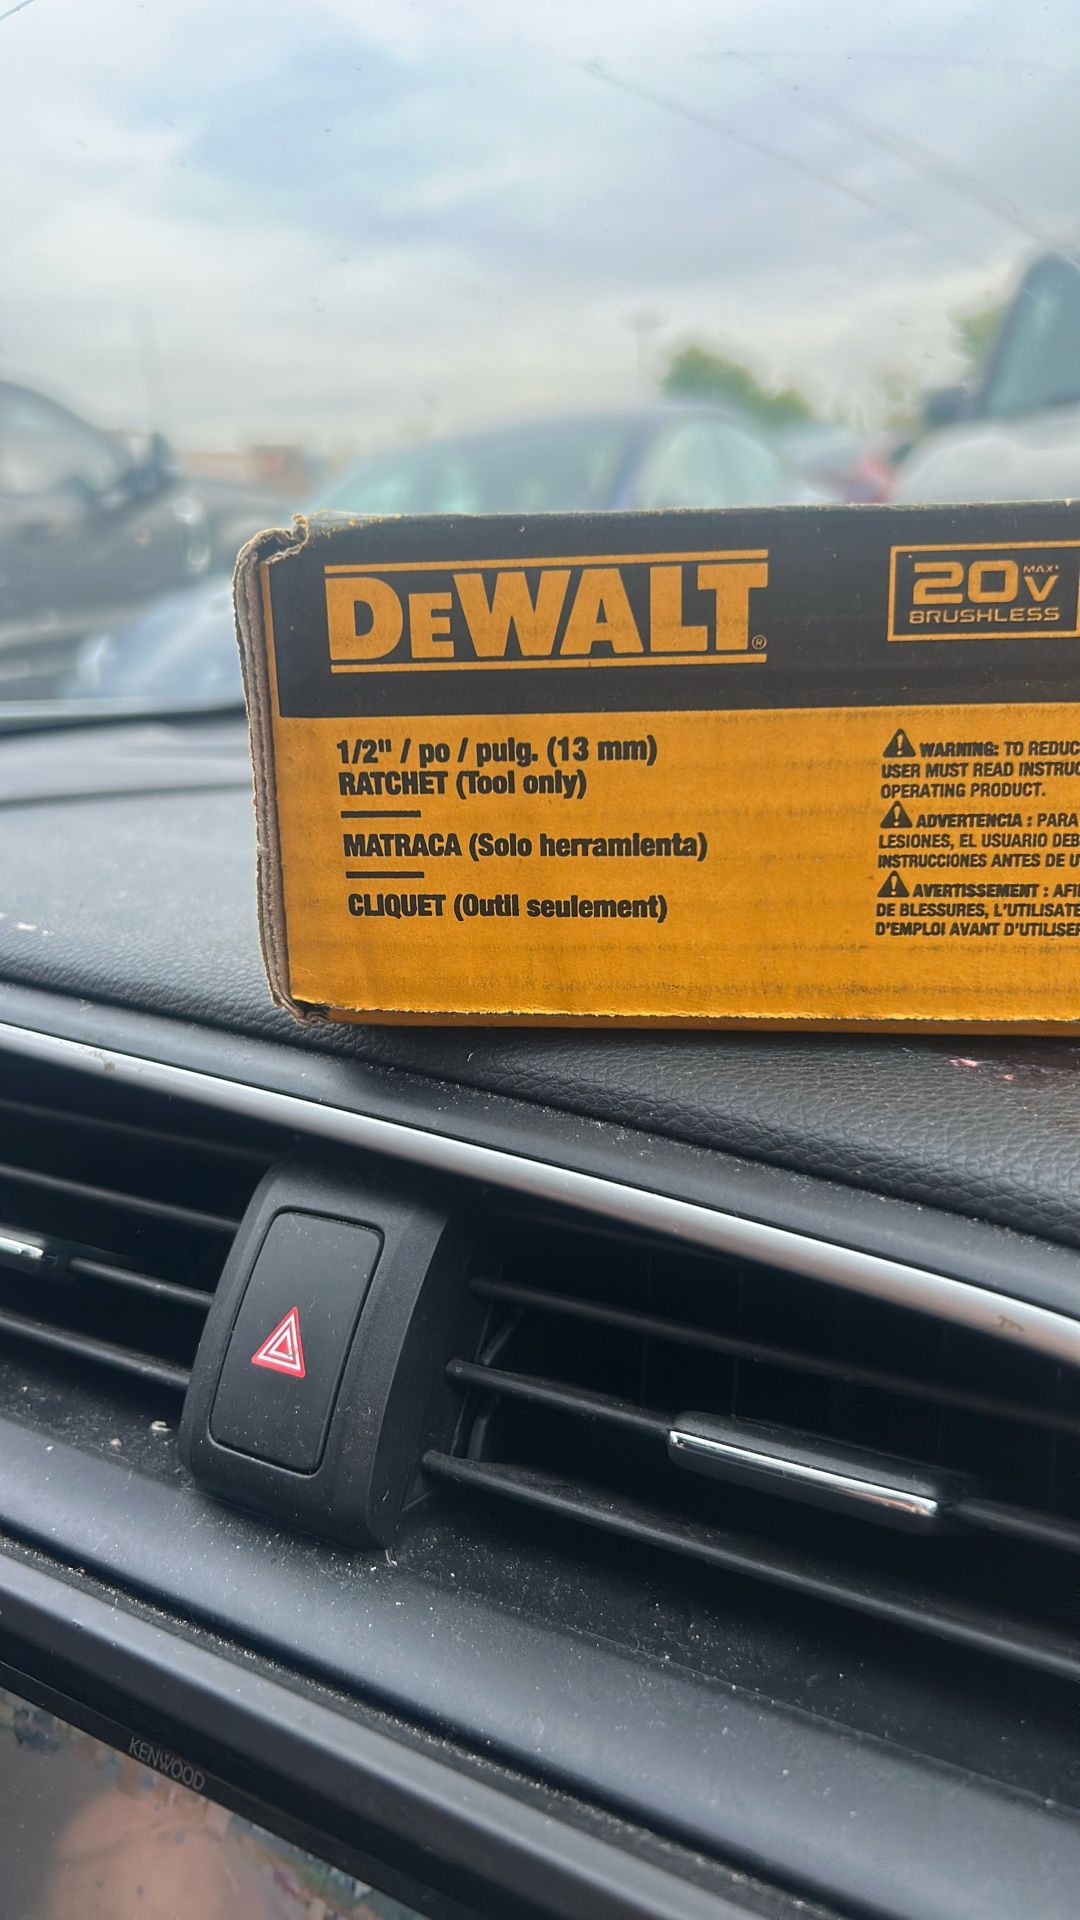 DEWALT®
20V MAX*
BRUSHLESS
1/2" / po / pulg. (13 mm)
RATCHET (Tool only)
MATRACA (Solo herramienta)
CLIQUET (Outil seulement)
WARNING: TO REDUC
USER MUST READ INSTRUC
OPERATING PRODUCT.
ADVERTENCIA : PARA
LESIONES, EL USUARIO DEB
INSTRUCCIONES ANTES DE U
AVERTISSEMENT : AFI
DE BLESSURES, L'UTILISATE
D'EMPLOI AVANT D'UTILISER
KENWOOD